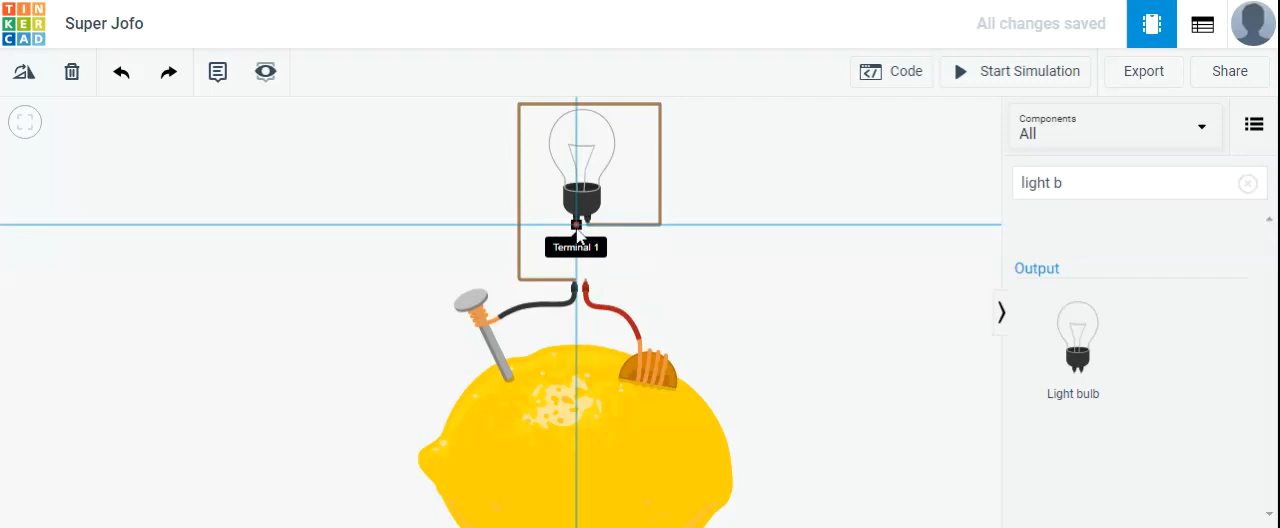 TIN
KER
CAD
Super Jofo
All changes saved
Code
Start Simulation
Export
Share
Components
All
light b
Terminal 1
Output
Light bulb